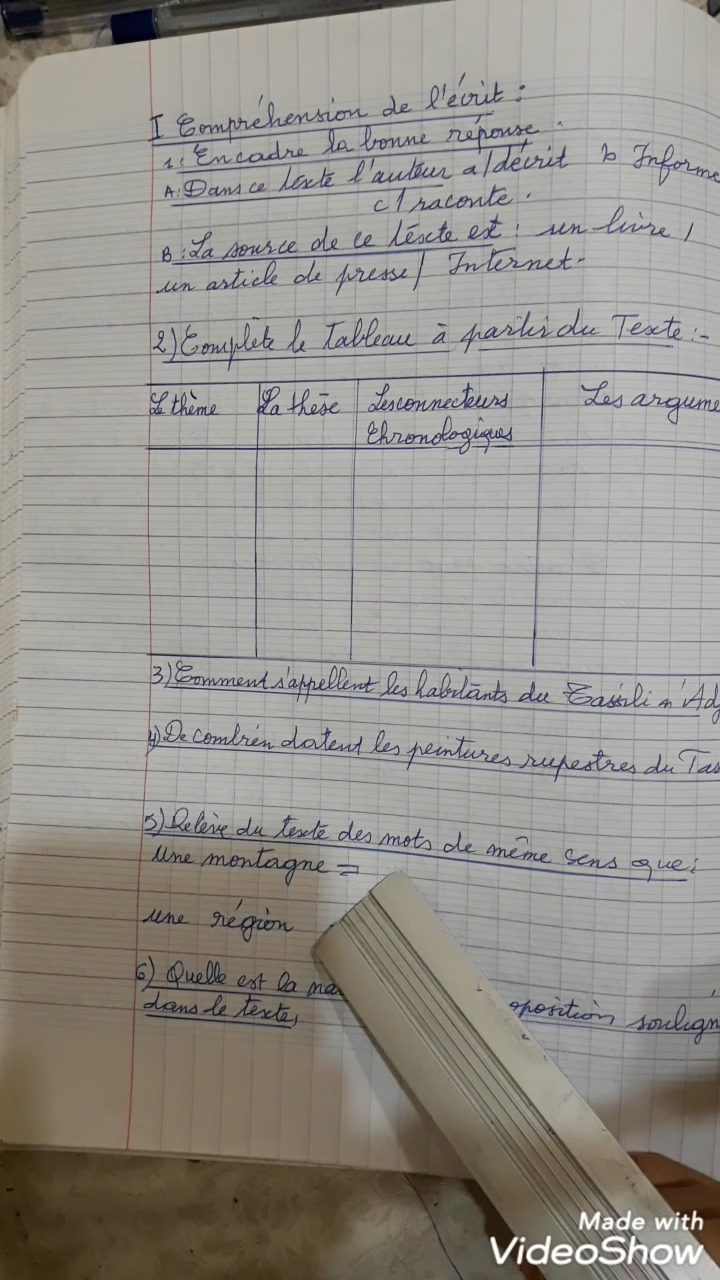 I Compréhension de l'écrit :
1: Encadre la bonne réponse.
A: Dans ce texte l'auteur a/décrit b Informe
c/ raconte.
B: La source de ce texte est : un livre /
un article de presse/ Internet.
2) Complète le tableau à partir du Texte :-
Le thème La thèse Les connecteurs Les argume
Chronologiques
3) Comment s'appellent les habitants du Tassili n'Adj
4) De combien datent les peintures rupestres du Tas
5) Relève du texte des mots de même sens que:
une montagne =
une région
6) Quelle est la na oposition soulign
dans le texte,
Made with
VideoShow